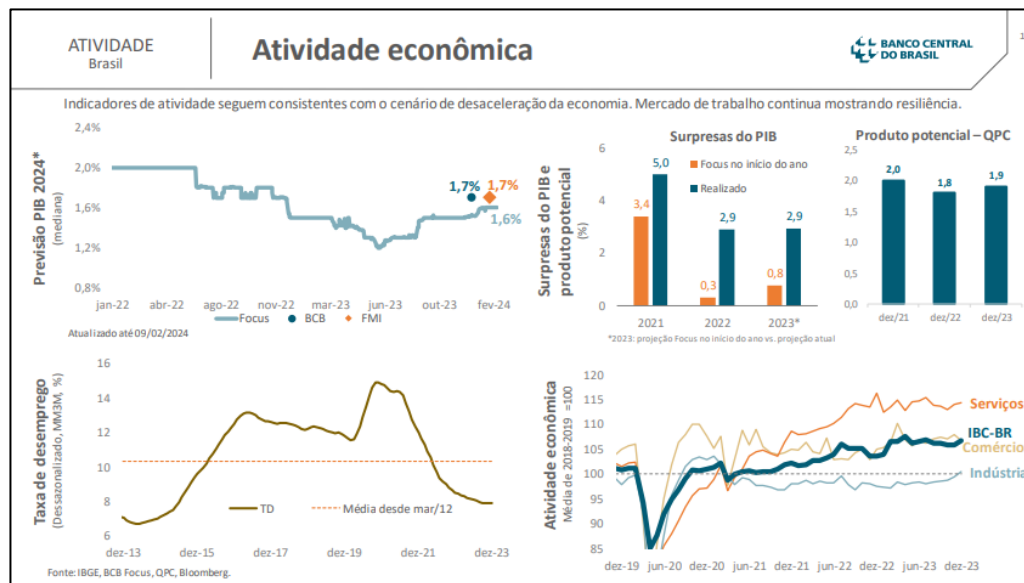 ATIVIDADE
Brasil
Atividade econômica
BANCO CENTRAL
DO BRASIL
1
Indicadores de atividade seguem consistentes com o cenário de desaceleração da economia. Mercado de trabalho continua mostrando resiliência.
Previsão PIB 2024*
(mediana)
2,4%
2,0%
1,6%
1,2%
0,8%
1,7%
1,7%
1,6%
jan-22
abr-22
ago-22
nov-22
mar-23
jun-23
out-23
fev-24
Focus
BCB
FMI
Atualizado até 09/02/2024
Surpresas do PIB e
produto potencial
(%)
Surpresas do PIB
6
4
2
0
Focus no início do ano
Realizado
3,4
5,0
0,3
2,9
0,8
2,9
2021
2022
2023*
*2023: projeção Focus no início do ano vs. projeção atual
Produto potencial – QPC
2,5
2,0
1,5
1,0
0,5
0,0
2,0
1,8
1,9
dez/21
dez/22
dez/23
Taxa de desemprego
(Dessazonalizado, MM3M, %)
16
14
12
10
8
6
TD
Média desde mar/12
dez-13
dez-15
dez-17
dez-19
dez-21
dez-23
Fonte: IBGE, BCB Focus, QPC, Bloomberg.
Atividade econômica
Média de 2018-2019 =100
120
115
110
105
100
95
90
85
Serviços
IBC-BR
Comércio
Indústria
dez-19
jun-20
dez-20
jun-21
dez-21
jun-22
dez-22
jun-23
dez-23